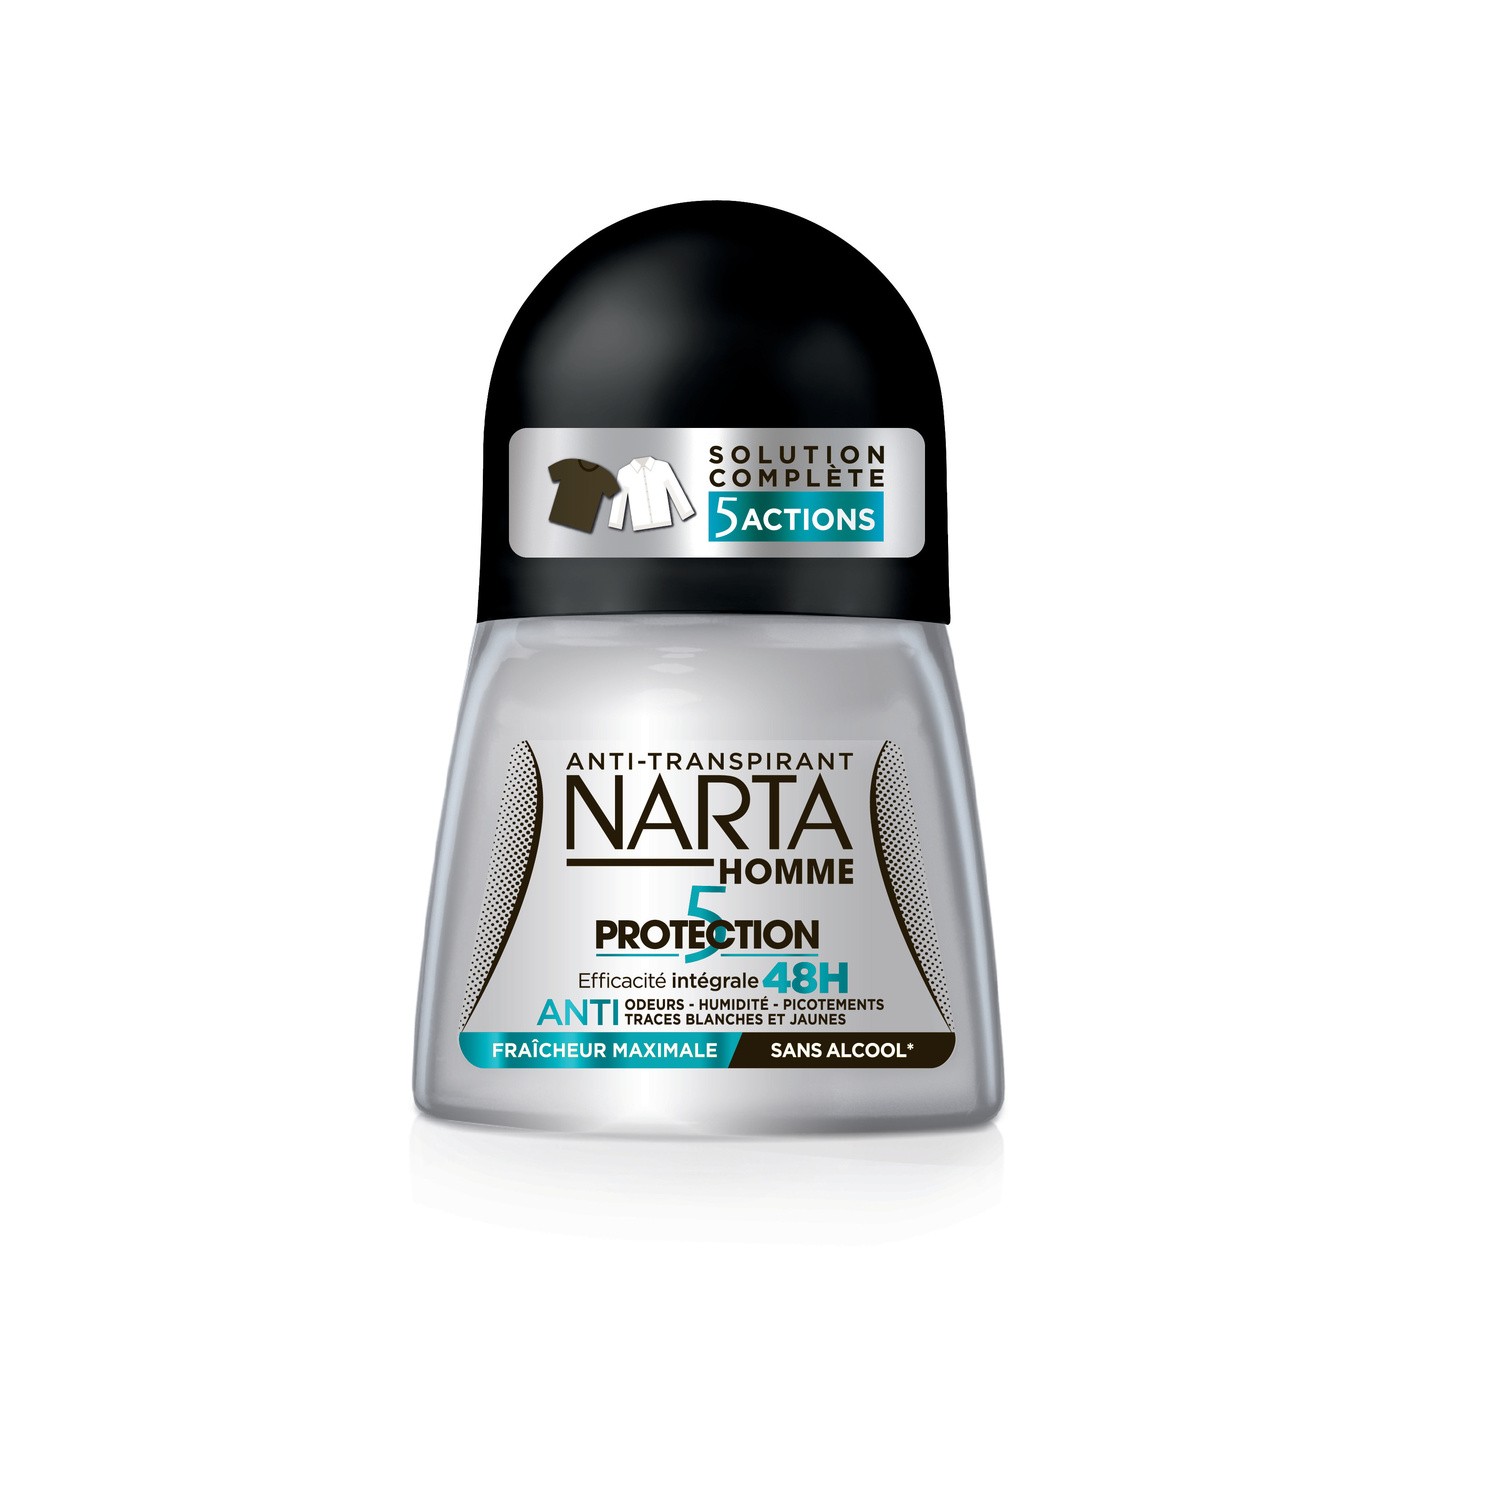 SOLUTION
COMPLÈTE
5 ACTIONS
ANTI-TRANSPIRANT
NARTA
HOMME
5
PROTECTION
Efficacité intégrale 48H
ANTI ODEURS - HUMIDITÉ - PICOTEMENTS
TRACES BLANCHES ET JAUNES
FRAÎCHEUR MAXIMALE SANS ALCOOL*